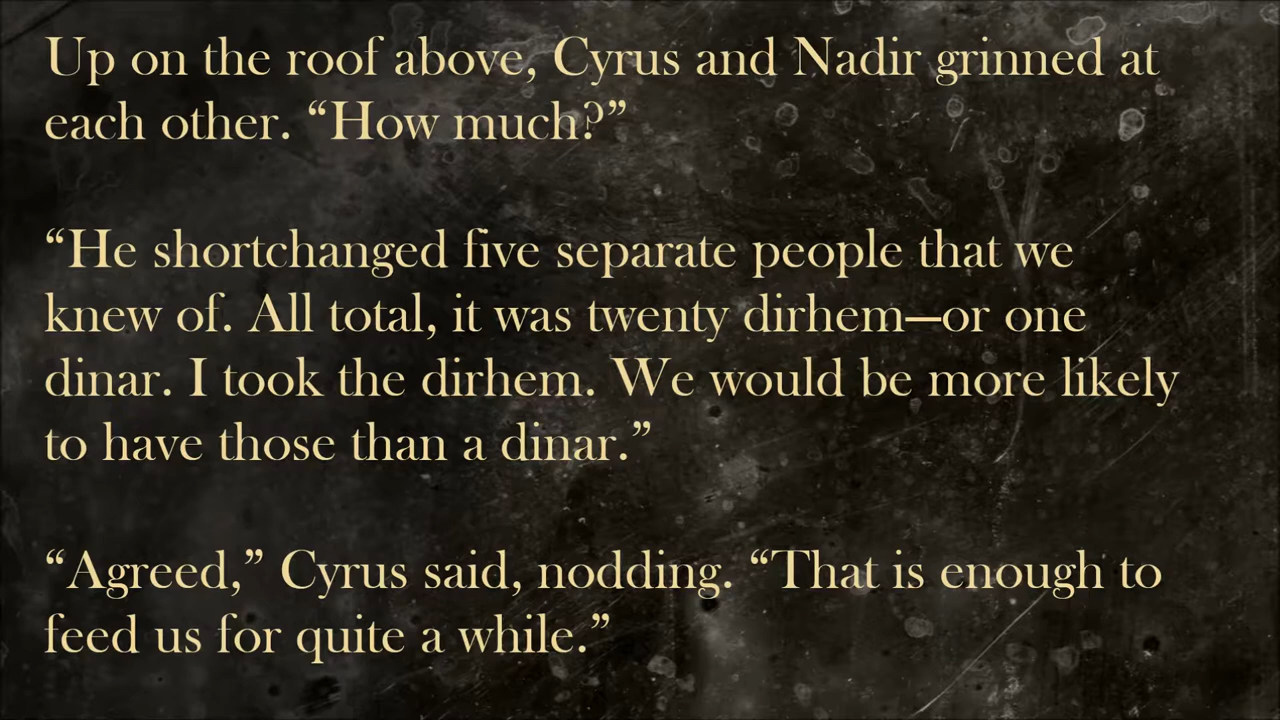 Up on the roof above, Cyrus and Nadir grinned at
each other. “How much?”
“He shortchanged five separate people that we
knew of. All total, it was twenty dirhem—or one
dinar. I took the dirhem. We would be more likely
to have those than a dinar.”
“Agreed,” Cyrus said, nodding. “That is enough to
feed us for quite a while.”